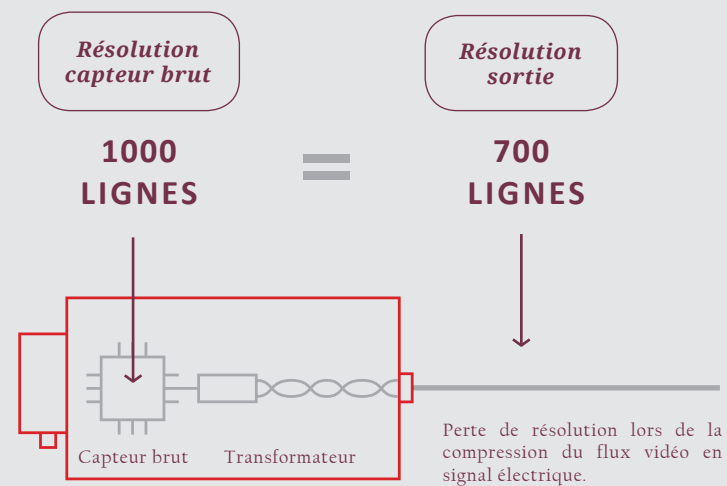 Résolution
capteur brut
Résolution
sortie
1000
LIGNES
=
700
LIGNES
Capteur brut
Transformateur
Perte de résolution lors de la
compression du flux vidéo en
signal électrique.